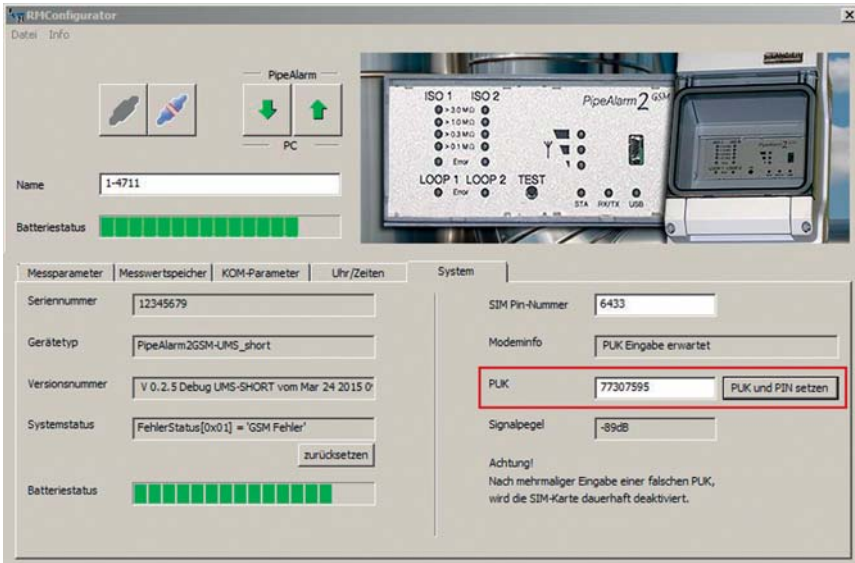 RMConfigurator
Datei Info
PipeAlarm
PC
Name
1-4711
Batteriestatus
ISO 1 ISO 2
>3.0 MΩ
>1.0 MΩ
>0.3 MΩ
>0.1 MΩ
Error
LOOP 1 LOOP 2 TEST
Error
PipeAlarm2 GSM
1
STA RX/TX USB
Messparameter
Messwertspeicher
KOM-Parameter
Uhr/Zeiten
System
Seriennummer
12345679
Gerätetyp
PipeAlarm2GSM-UMS_short
Versionsnummer
V 0.2.5 Debug UMS-SHORT vom Mar 24 2015
Systemstatus
FehlerStatus[0x01] = 'GSM Fehler'
zurücksetzen
Batteriestatus
SIM Pin-Nummer
6433
Modeminfo
PUK Eingabe erwartet
PUK
77307595
PUK und PIN setzen
Signalpegel
-89dB
Achtung!
Nach mehrmaliger Eingabe einer falschen PUK,
wird die SIM-Karte dauerhaft deaktiviert.